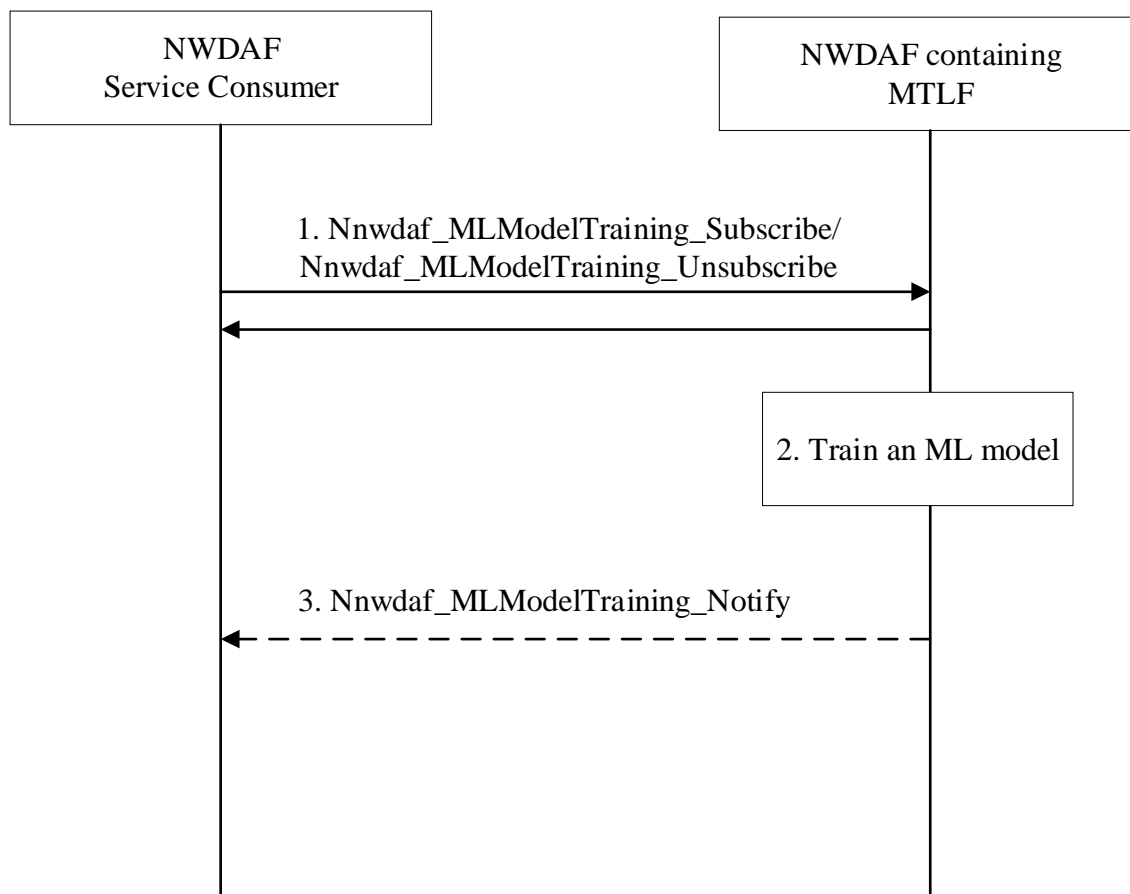 NWDAF
Service Consumer
NWDAF containing
MTLF
1. Nnwdaf_MLModelTraining_Subscribe/
Nnwdaf_MLModelTraining_Unsubscribe
2. Train an ML model
3. Nnwdaf_MLModelTraining_Notify